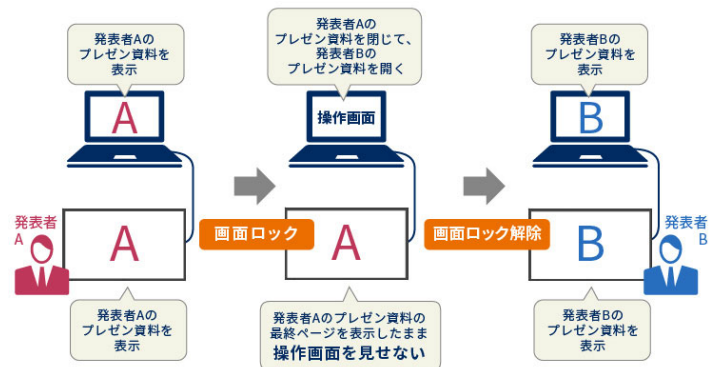 発表者Aの
プレゼン資料を
表示
A
発表者
A
A
発表者Aの
プレゼン資料を
表示
画面ロック
発表者Aの
プレゼン資料を閉じて、
発表者Bの
プレゼン資料を開く
操作画面
A
発表者Aのプレゼン資料の
最終ページを表示したまま
操作画面を見せない
画面ロック解除
発表者Bの
プレゼン資料を
表示
B
B
発表者
B
発表者Bの
プレゼン資料を
表示